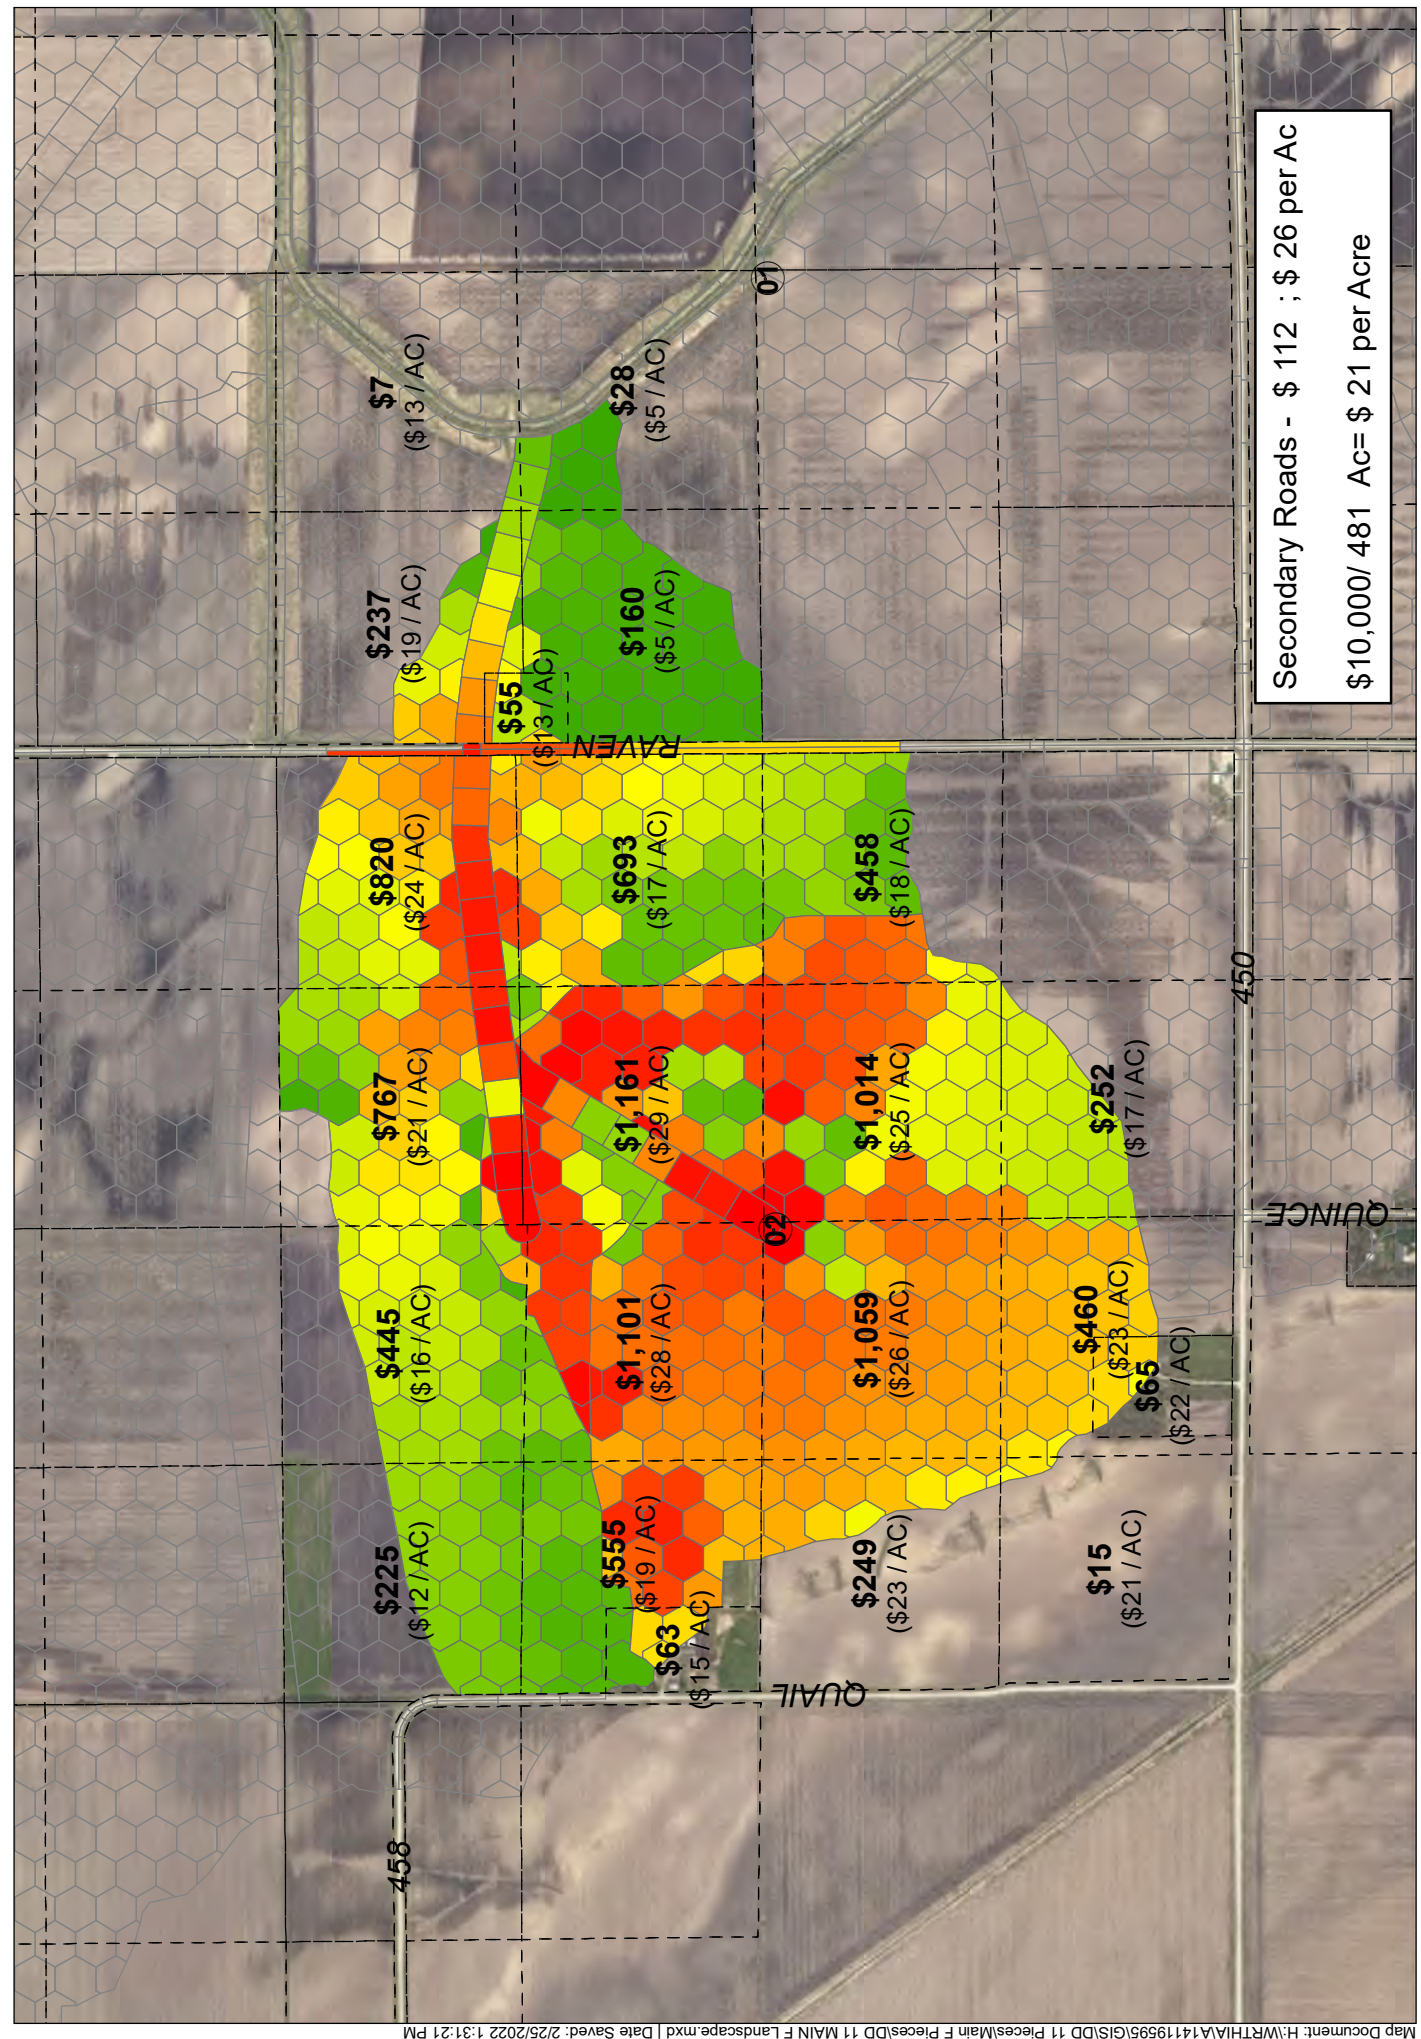 $225
($12 / AC)
$445
($16 / AC)
$767
($21 / AC)
$820
($24 / AC)
$237
($19 / AC)
$7
($13 / AC)
$55
($13 / AC)
$63
($15 / AC)
$555
($19 / AC)
$1,101
($28 / AC)
$1,161
($29 / AC)
$693
($17 / AC)
$160
($5 / AC)
$28
($5 / AC)
02
01
$249
($23 / AC)
$1,059
($26 / AC)
$1,014
($25 / AC)
$458
($18 / AC)
$15
($21 / AC)
$65
($22 / AC)
$460
($23 / AC)
$252
($17 / AC)
458
QUAIL
RAVEN
450
QUINCE
Secondary Roads - $ 112 ; $ 26 per Ac
$10,000/ 481 Ac= $ 21 per Acre
Map Document: H:\WRTHIA\IA\A1411\119595\GIS\DD 11 Pieces\Main F Pieces\DD 11 MAIN F Landscape.mxd | Date Saved: 2/25/2022 1:31:21 PM